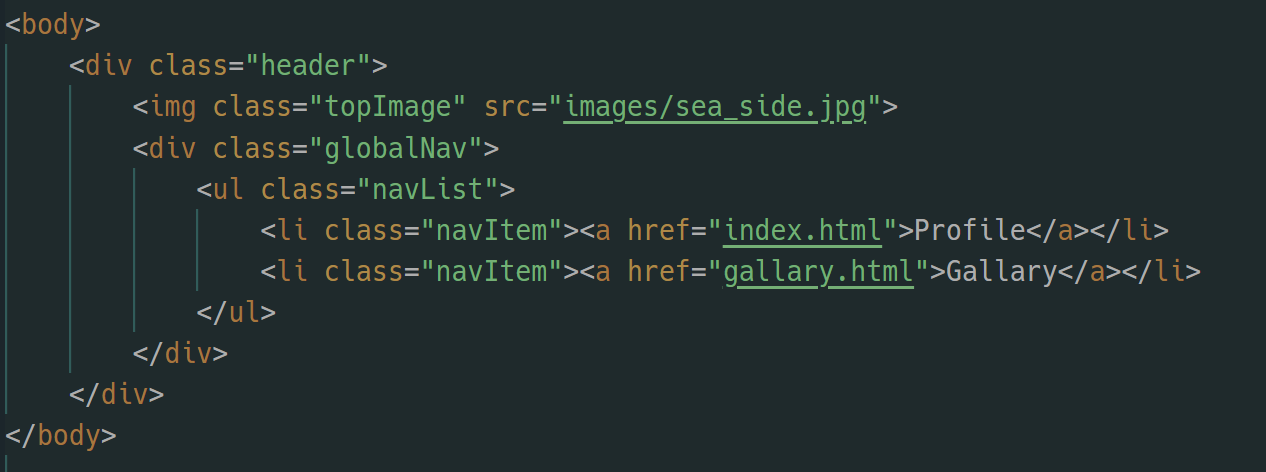 <body>
    <div class="header">
        <img class="topImage" src="images/sea_side.jpg">
        <div class="globalNav">
            <ul class="navList">
                <li class="navItem"><a href="index.html">Profile</a></li>
                <li class="navItem"><a href="gallary.html">Gallary</a></li>
            </ul>
        </div>
    </div>
</body>